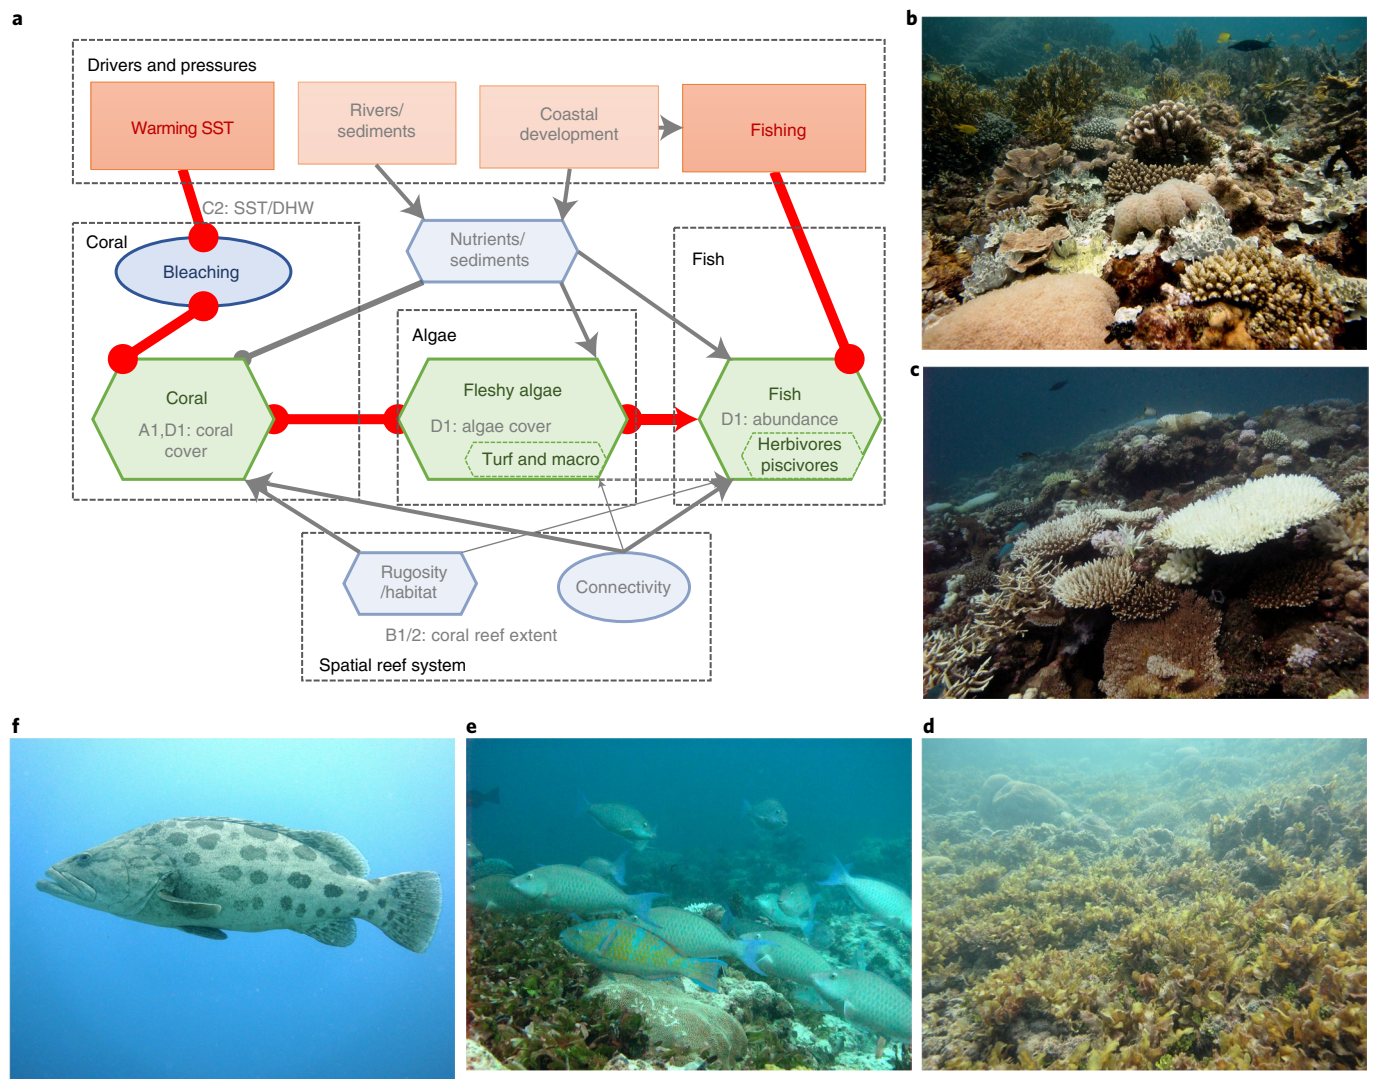 a
Drivers and pressures
Warming SST
Rivers/
sediments
Coastal
development
Fishing
C2: SST/DHW
Coral
Bleaching
Nutrients/
sediments
Fish
Algae
Coral
A1,D1: coral
cover
Fleshy algae
D1: algae cover
Turf and macro
Fish
D1: abundance
Herbivores
piscivores
Rugosity
/habitat
Connectivity
B1/2: coral reef extent
Spatial reef system
b
c
f
e
d